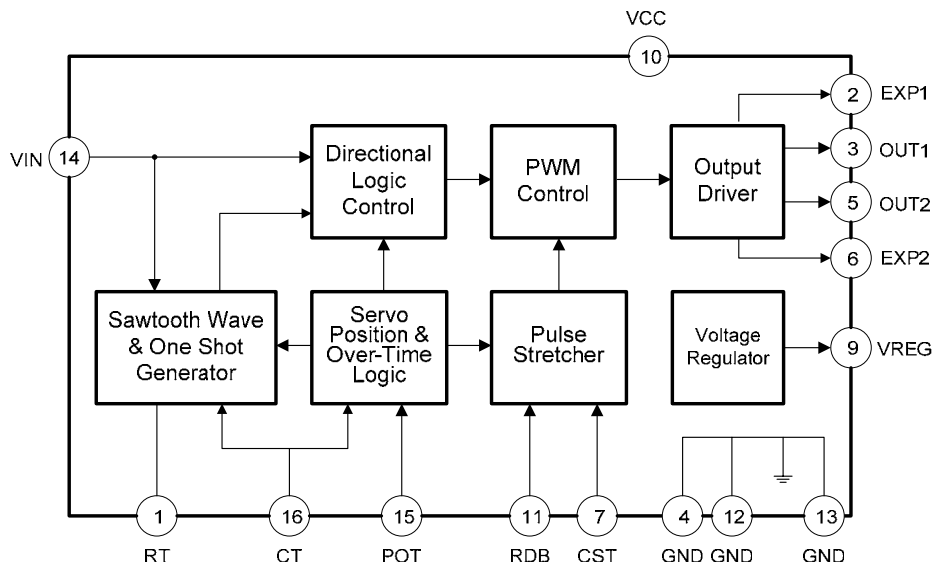 VCC
10
2 EXP1
VIN 14
Directional
Logic
Control
PWM
Control
Output
Driver
3 OUT1
5 OUT2
6 EXP2
Sawtooth Wave
& One Shot
Generator
Servo
Position &
Over-Time
Logic
Pulse
Stretcher
Voltage
Regulator
9 VREG
1 16 15 11 7 4 12 13
RT CT POT RDB CST GND GND GND